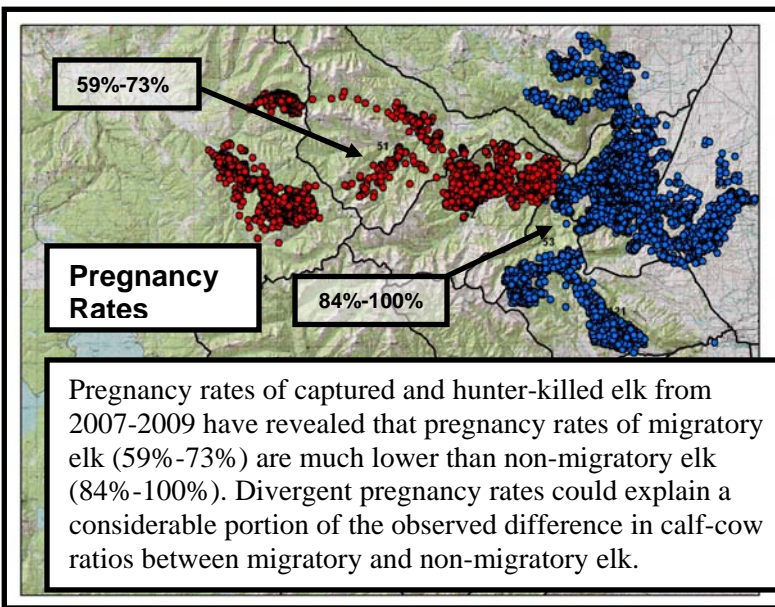 59%-73%
51
53
Pregnancy
Rates
84%-100%
21
Pregnancy rates of captured and hunter-killed elk from
2007-2009 have revealed that pregnancy rates of migratory
elk (59%-73%) are much lower than non-migratory elk
(84%-100%). Divergent pregnancy rates could explain a
considerable portion of the observed difference in calf-cow
ratios between migratory and non-migratory elk.